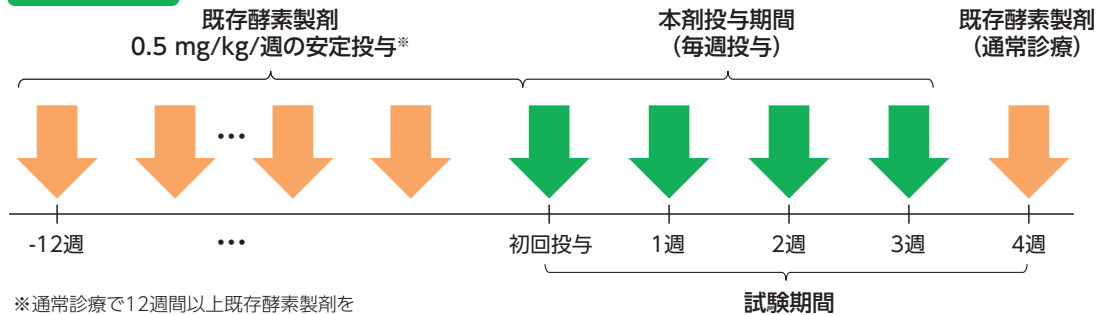 既存酵素製剤
0.5 mg/kg/週の安定投与※
本剤投与期間
（毎週投与）
既存酵素製剤
（通常診療）
…
-12週
…
初回投与
1週
2週
3週
4週
試験期間
※通常診療で12週間以上既存酵素製剤を